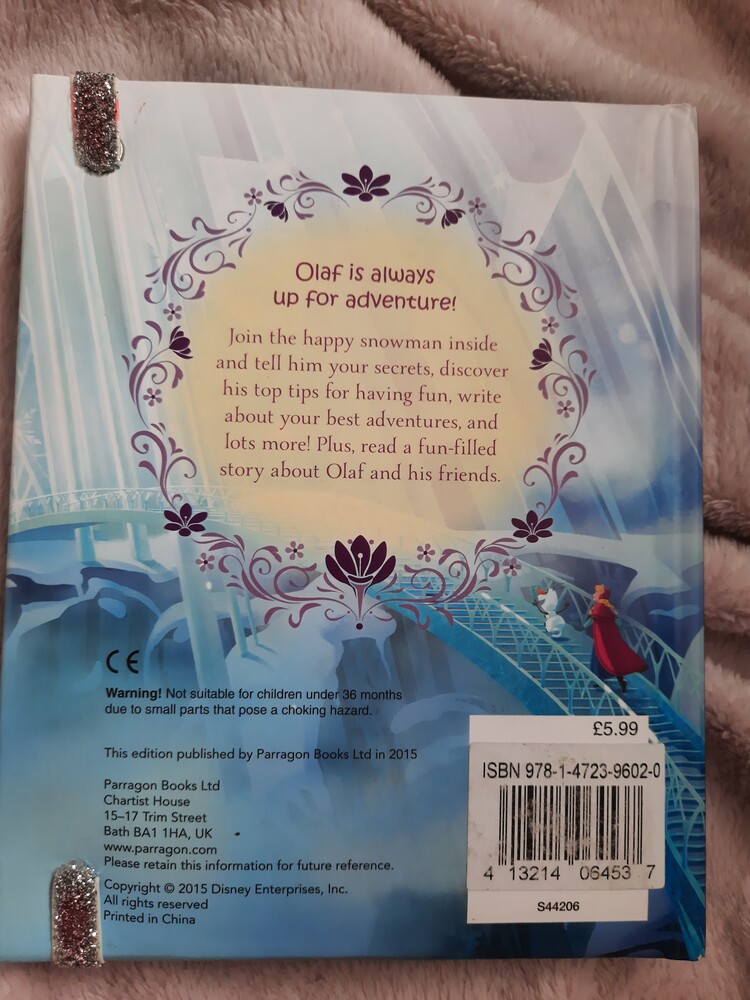 Olaf is always
up for adventure!
Join the happy snowman inside
and tell him your secrets, discover
his top tips for having fun, write
about your best adventures, and
lots more! Plus, read a fun-filled
story about Olaf and his friends.
CE
Warning! Not suitable for children under 36 months
due to small parts that pose a choking hazard.
This edition published by Parragon Books Ltd in 2015
Parragon Books Ltd
Chartist House
15–17 Trim Street
Bath BA1 1HA, UK
www.parragon.com
Please retain this information for future reference.
Copyright © 2015 Disney Enterprises, Inc.
All rights reserved
Printed in China
£5.99
ISBN 978-1-4723-9602-0
4 13214 06453 7
S44206